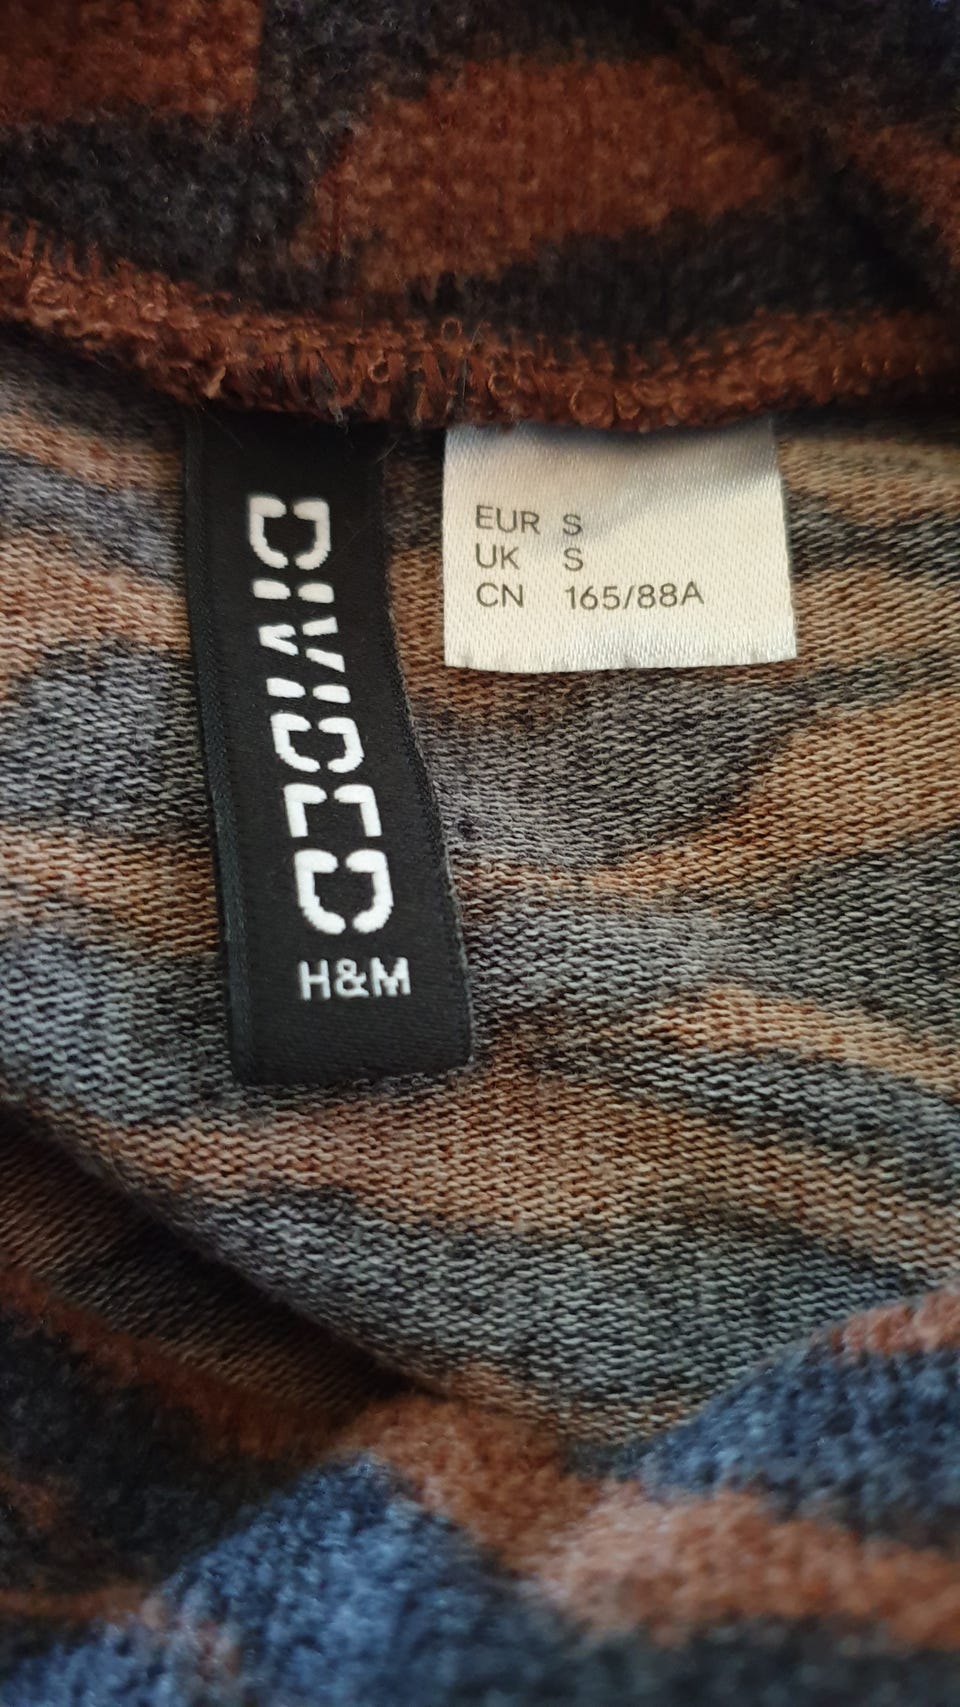 DIVIDED
H&M
EUR S
UK S
CN 165/88A